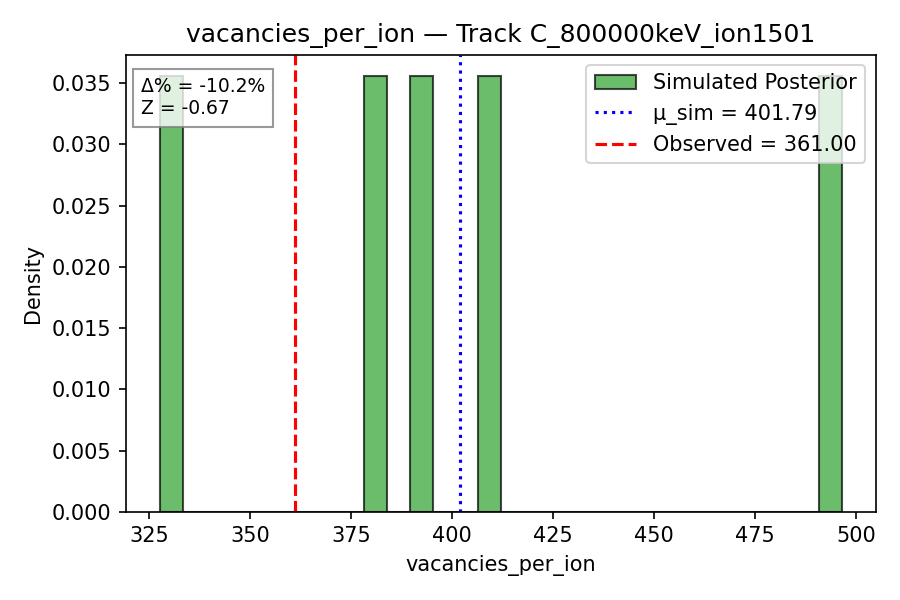 vacancies_per_ion — Track C_800000keV_ion1501
Δ% = -10.2%
Z = -0.67
Simulated Posterior
μ_sim = 401.79
Observed = 361.00
0.035
0.030
0.025
0.020
0.015
0.010
0.005
0.000
Density
325
350
375
400
425
450
475
500
vacancies_per_ion